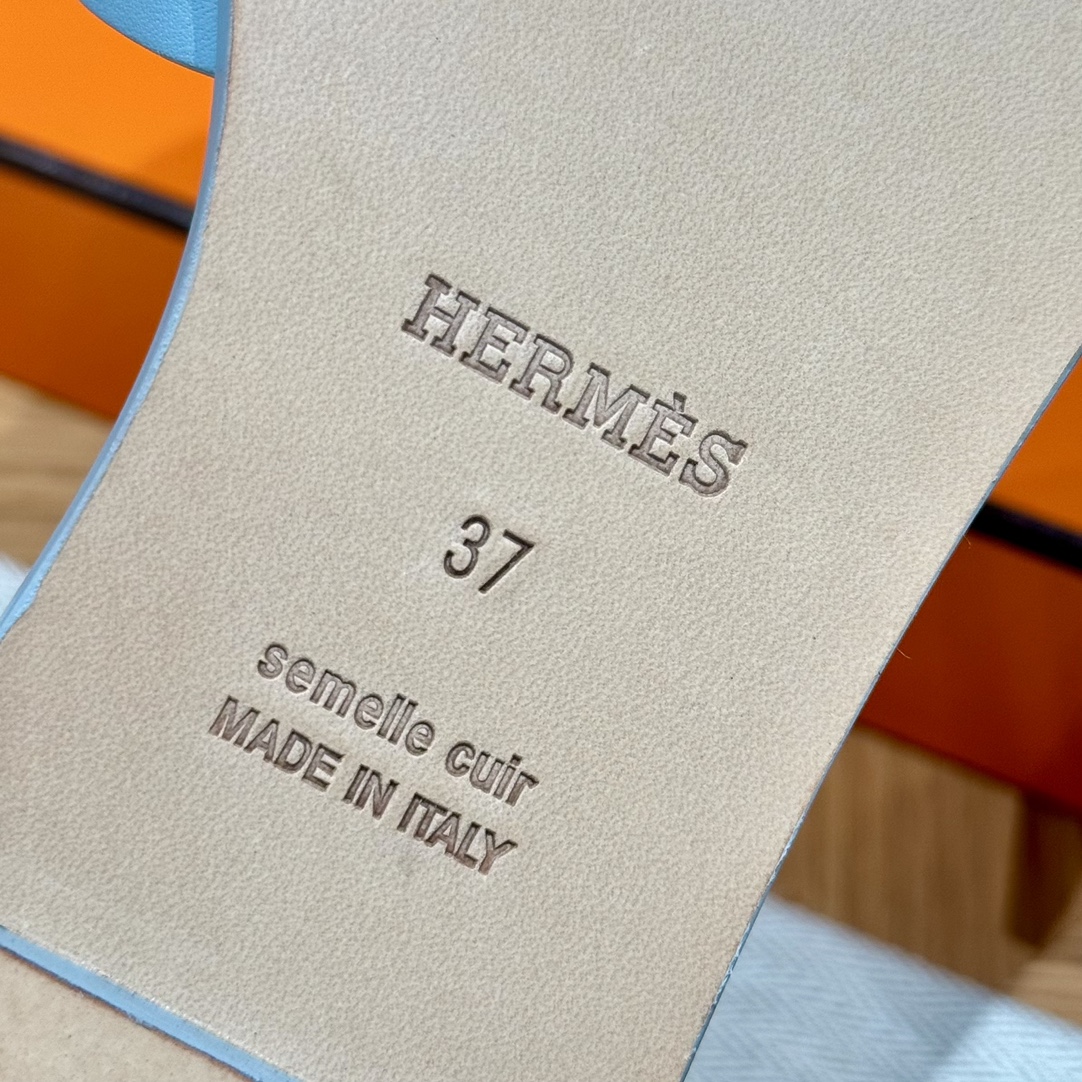 HERMÈS
37
semelle cuir
MADE IN ITALY